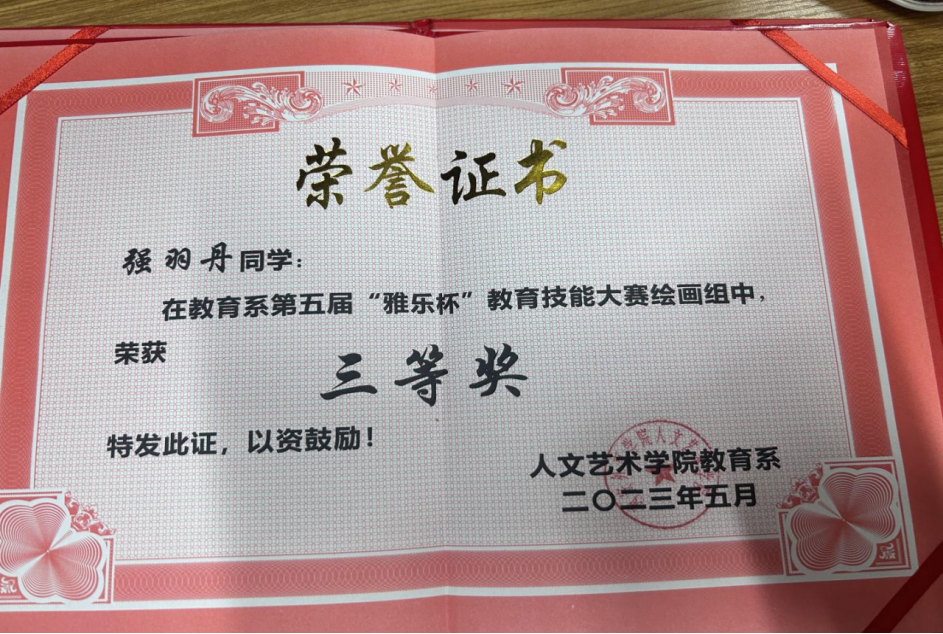 荣誉证书
强羽丹同学：
在教育系第五届“雅乐杯”教育技能大赛绘画组中，
荣获
三等奖
特发此证，以资鼓励！
人文艺术学院教育系
二〇二三年五月